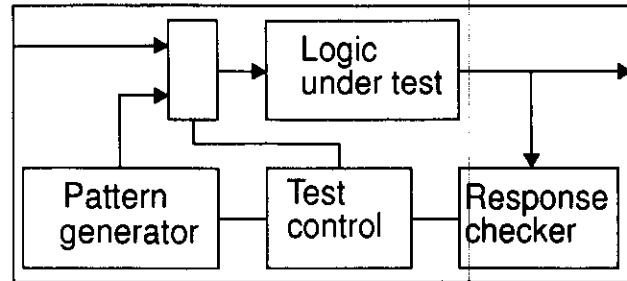 Logic
under test
Pattern
generator
Test
control
Response
checker